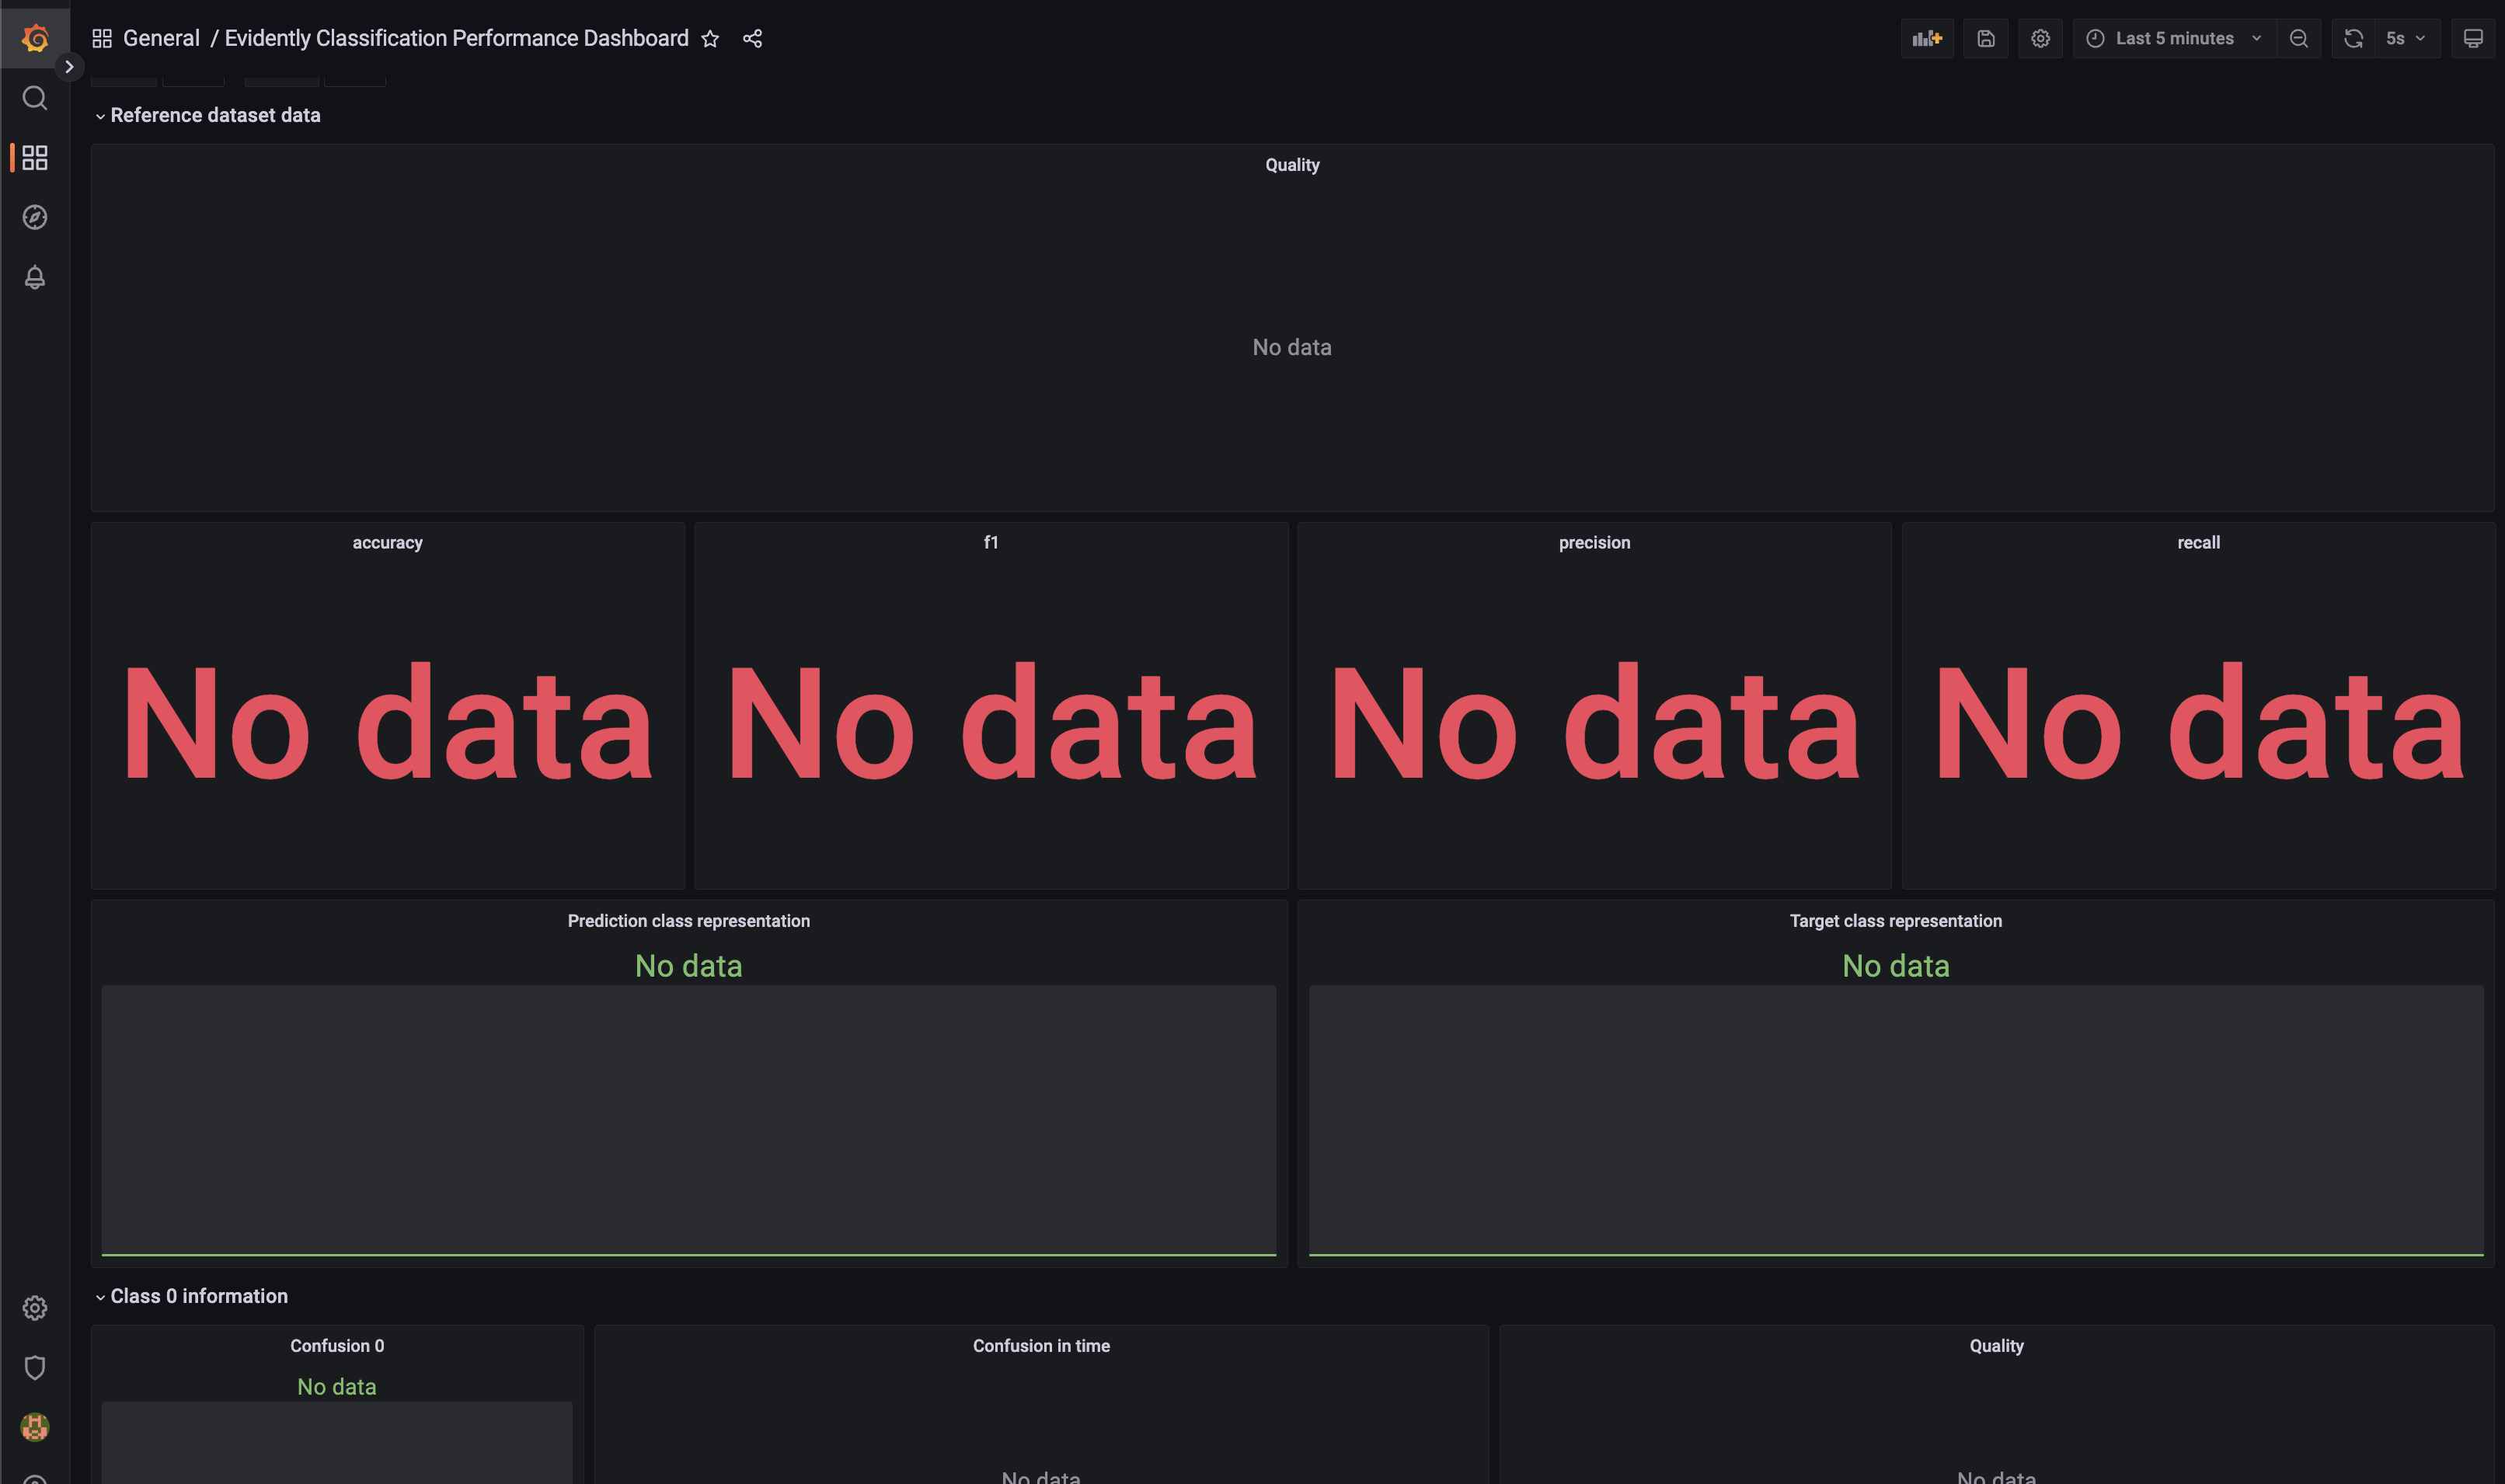 General / Evidently Classification Performance Dashboard
Last 5 minutes
5s
Reference dataset data
Quality
No data
accuracy
f1
precision
recall
No data
No data
No data
No data
Prediction class representation
Target class representation
No data
No data
Class 0 information
Confusion 0
Confusion in time
Quality
No data
No data
No data